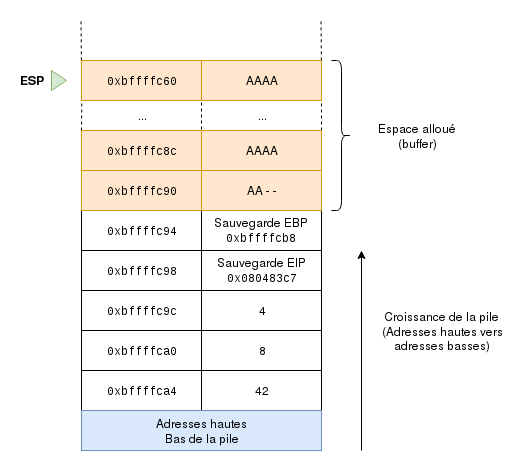 ESP
0xbffffc60 AAAA
... ...
0xbffffc8c AAAA
0xbffffc90 AA--
Espace alloué
(buffer)
0xbffffc94 Sauvegarde EBP
0xbffffcb8
0xbffffc98 Sauvegarde EIP
0x080483c7
0xbffffc9c 4
0xbffffca0 8
0xbffffca4 42
Croissance de la pile
(Adresses hautes vers
adresses basses)
Adresses hautes
Bas de la pile